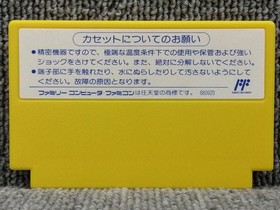 カセットについてのお願い
●精密機器ですので、極端な温度条件下での使用や保管および強い
ショックをさけてください。また、絶対に分解しないでください。
●端子部に手を触れたり、水にぬらしたりして汚さないようにして
ください。故障の原因となります。
ファミリーコンピュータ・ファミコンは任天堂の商標です。